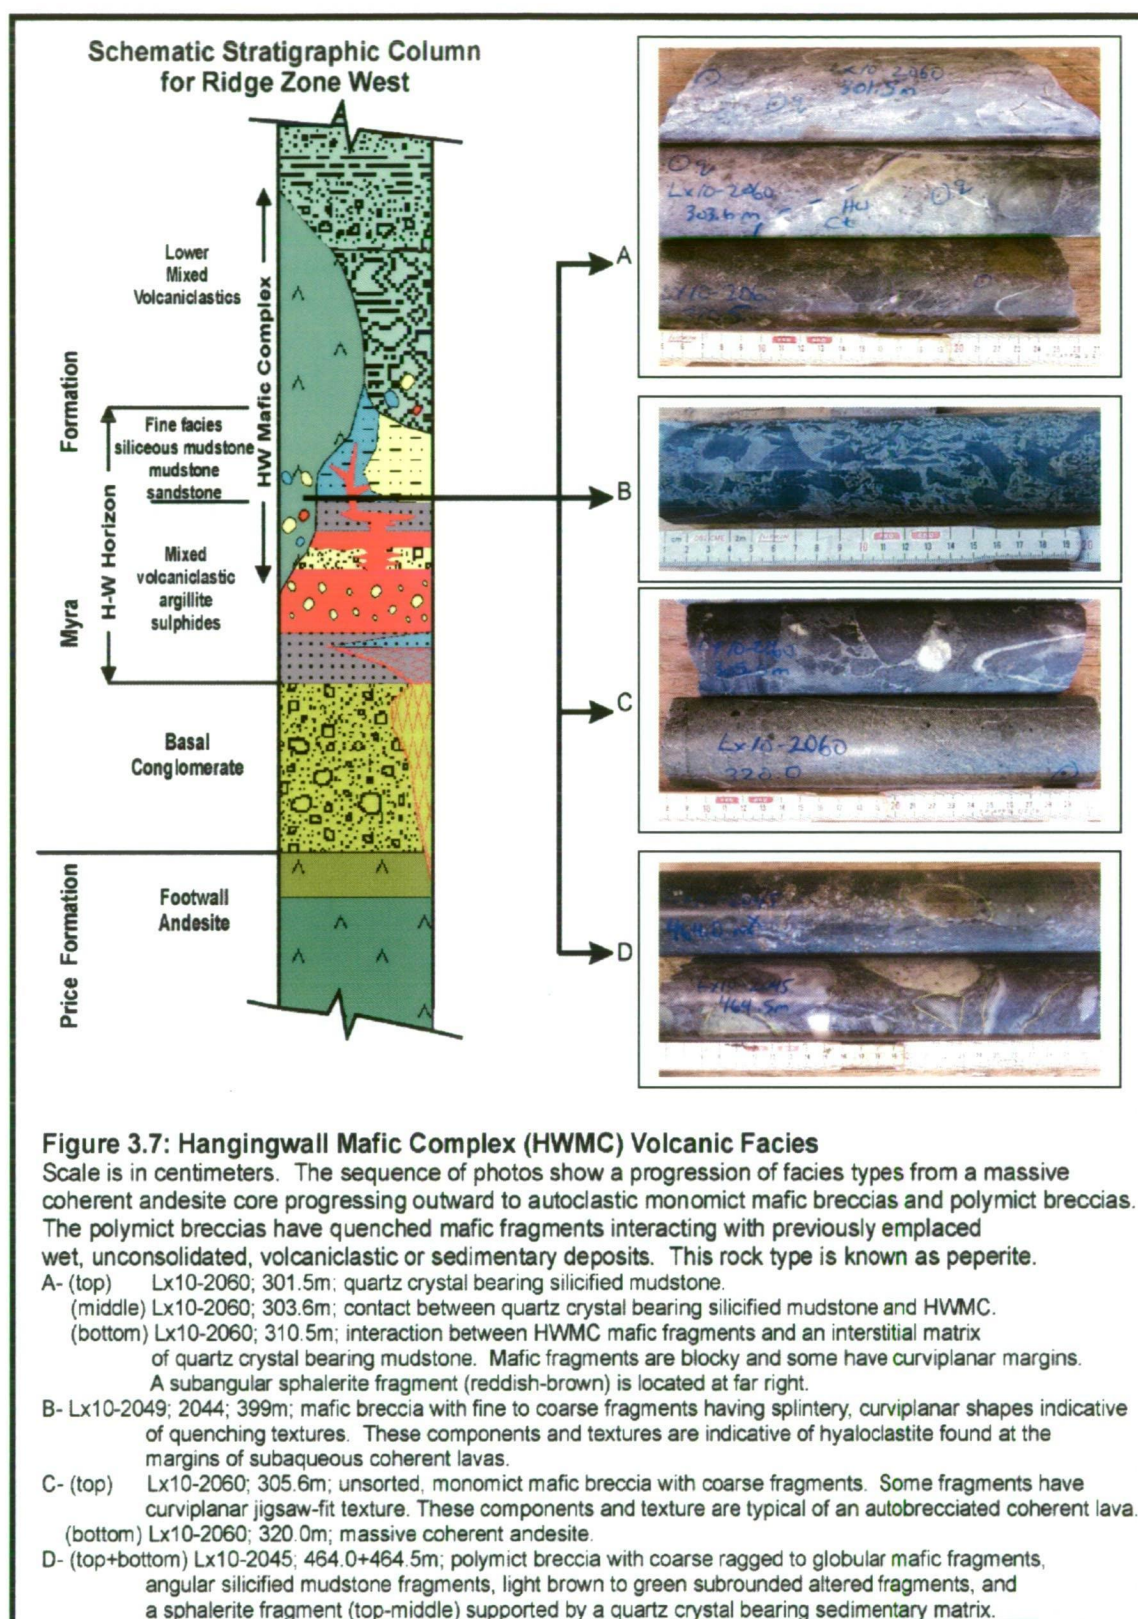 Schematic Stratigraphic Column
for Ridge Zone West
Lower
Mixed
Volcaniclastics
HW Mafic Complex
Formation
Fine facies
siliceous mudstone
mudstone
sandstone
H-W Horizon
Mixed
volcaniclastic
argillite
sulphides
Myra
Basal
Conglomerate
Price Formation
Footwall
Andesite
A
Lx10-2060
301.5m
q
q
Lx10-2060
303.6m
HW
Ct
q
B
C
Lx10-2060
320.0
D
464.0m
Lx10-2045
464.5m
Figure 3.7: Hangingwall Mafic Complex (HWMC) Volcanic Facies
Scale is in centimeters. The sequence of photos show a progression of facies types from a massive
coherent andesite core progressing outward to autoclastic monomict mafic breccias and polymict breccias.
The polymict breccias have quenched mafic fragments interacting with previously emplaced
wet, unconsolidated, volcaniclastic or sedimentary deposits. This rock type is known as peperite.
A- (top) Lx10-2060; 301.5m; quartz crystal bearing silicified mudstone.
(middle) Lx10-2060; 303.6m; contact between quartz crystal bearing silicified mudstone and HWMC.
(bottom) Lx10-2060; 310.5m; interaction between HWMC mafic fragments and an interstitial matrix
of quartz crystal bearing mudstone. Mafic fragments are blocky and some have curviplanar margins.
A subangular sphalerite fragment (reddish-brown) is located at far right.
B- Lx10-2049; 2044; 399m; mafic breccia with fine to coarse fragments having splintery, curviplanar shapes indicative
of quenching textures. These components and textures are indicative of hyaloclastite found at the
margins of subaqueous coherent lavas.
C- (top) Lx10-2060; 305.6m; unsorted, monomict mafic breccia with coarse fragments. Some fragments have
curviplanar jigsaw-fit texture. These components and texture are typical of an autobrecciated coherent lava.
(bottom) Lx10-2060; 320.0m; massive coherent andesite.
D- (top+bottom) Lx10-2045; 464.0+464.5m; polymict breccia with coarse ragged to globular mafic fragments,
angular silicified mudstone fragments, light brown to green subrounded altered fragments, and
a sphalerite fragment (top-middle) supported by a quartz crystal bearing sedimentary matrix.